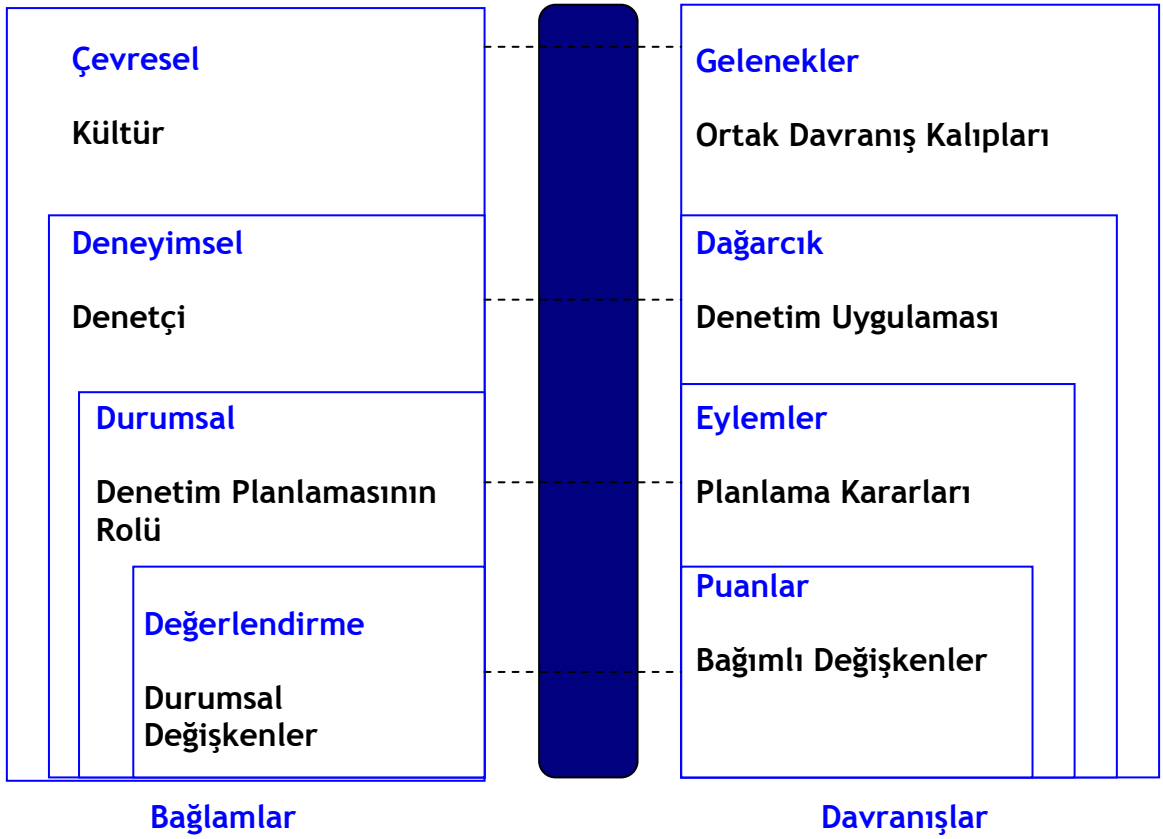 Çevresel
Kültür
Deneyimsel
Denetçi
Durumsal
Denetim Planlamasının
Rolü
Değerlendirme
Durumsal
Değişkenler
Bağlamlar
Gelenekler
Ortak Davranış Kalıpları
Dağarcık
Denetim Uygulaması
Eylemler
Planlama Kararları
Puanlar
Bağımlı Değişkenler
Davranışlar